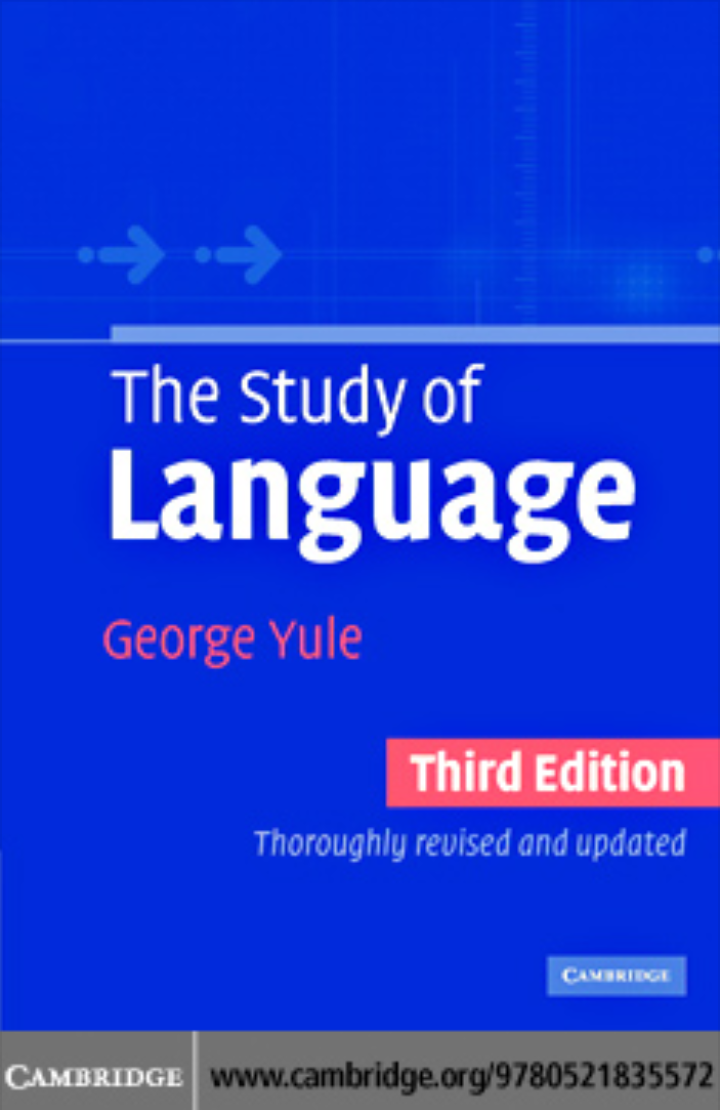 The Study of
Language
George Yule
Third Edition
Thoroughly revised and updated
CAMBRIDGE
CAMBRIDGE www.cambridge.org/9780521835572